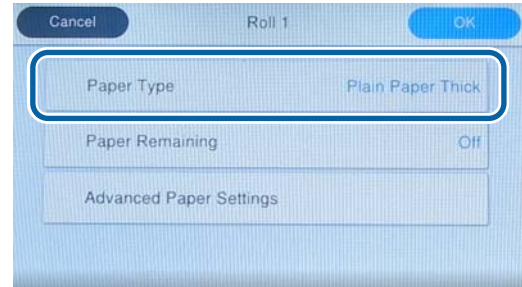 Cancel Roll 1 OK
Paper Type Plain Paper Thick
Paper Remaining Off
Advanced Paper Settings